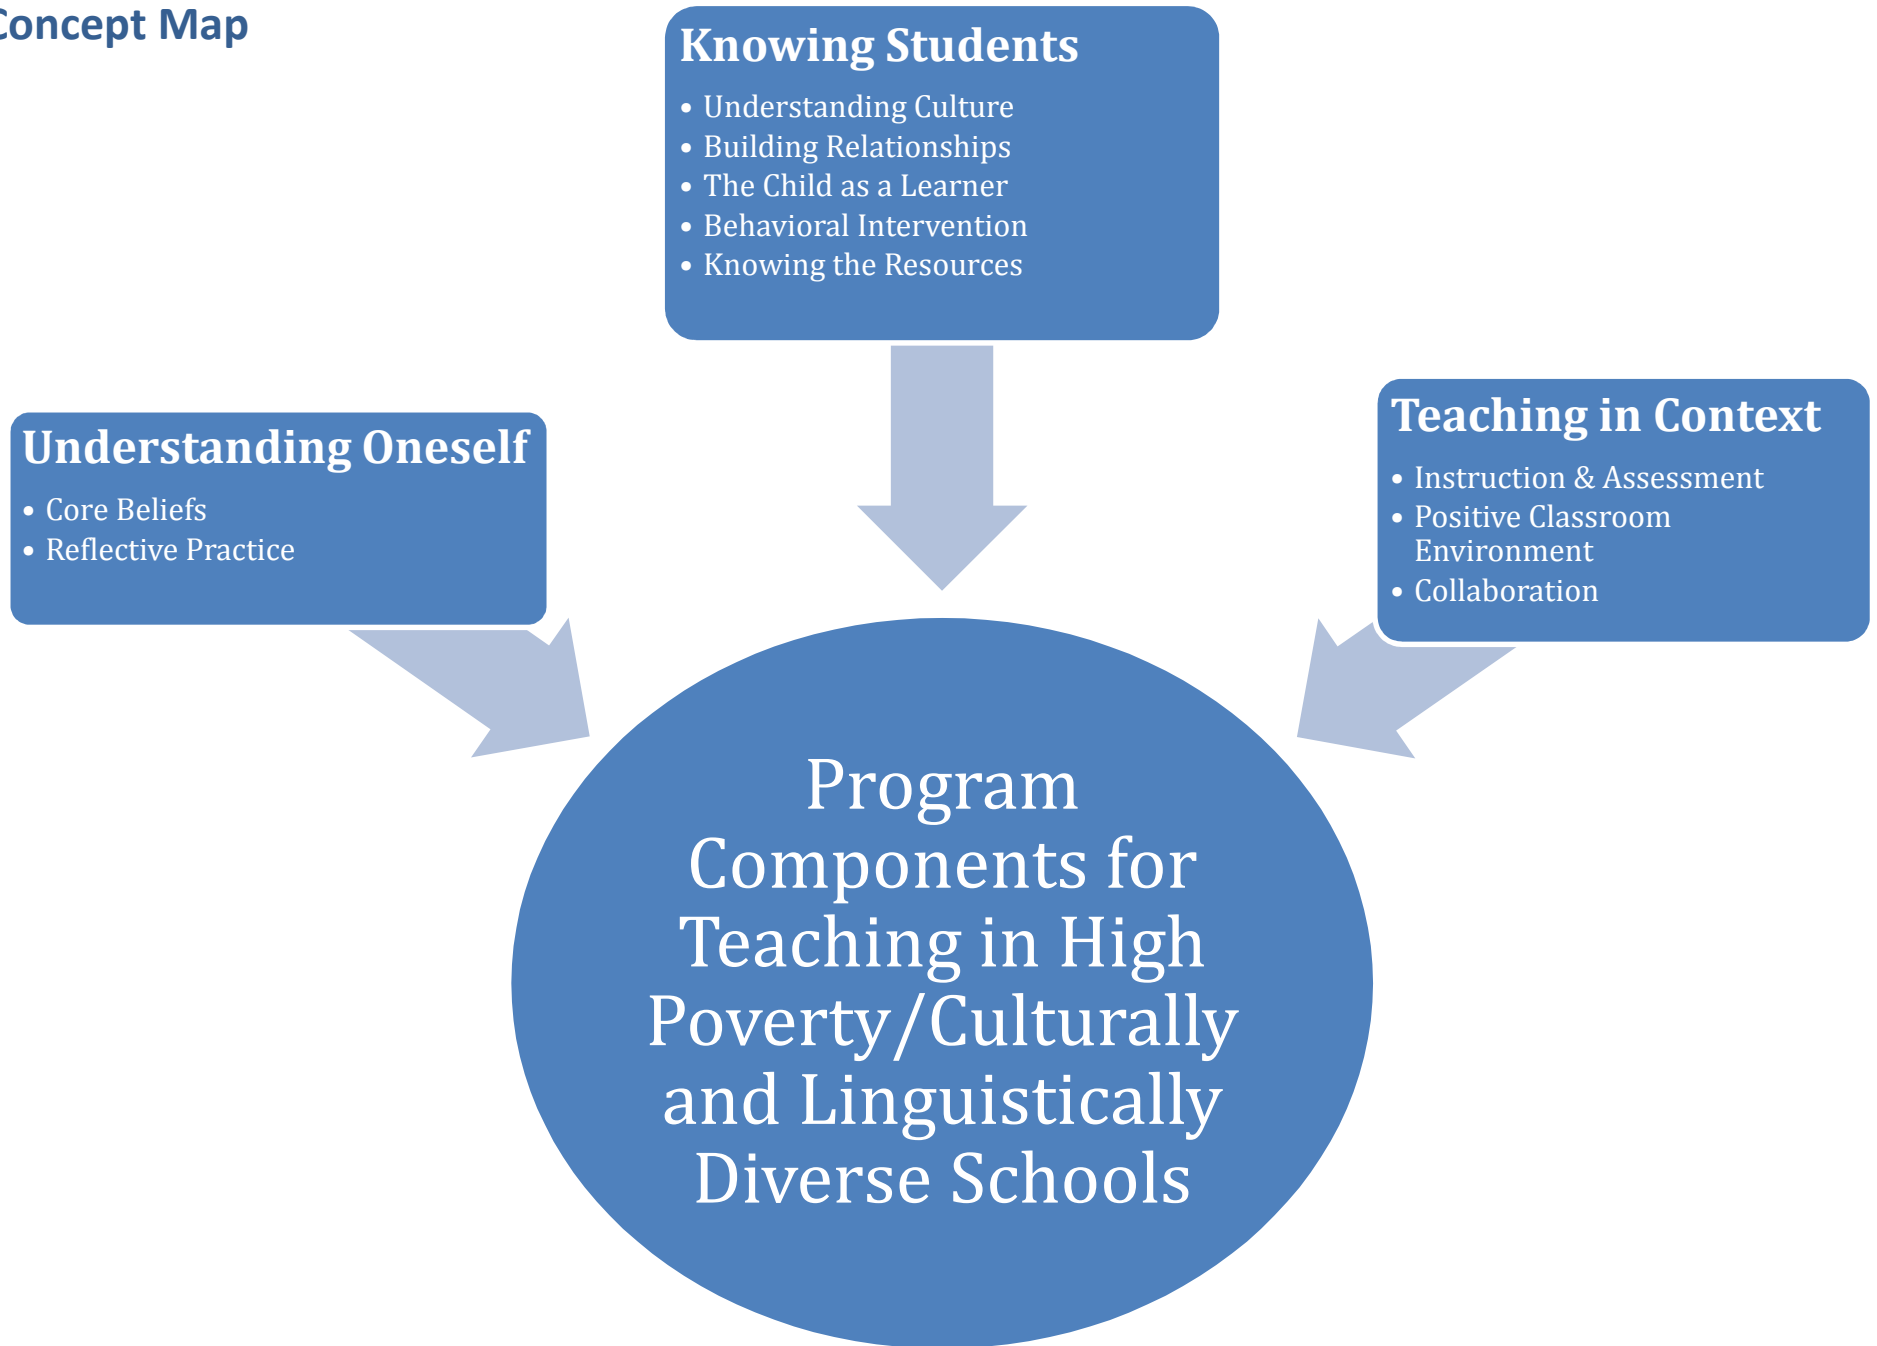 Concept Map
Knowing Students
• Understanding Culture
• Building Relationships
• The Child as a Learner
• Behavioral Intervention
• Knowing the Resources
Understanding Oneself
• Core Beliefs
• Reflective Practice
Teaching in Context
• Instruction & Assessment
• Positive Classroom
Environment
• Collaboration
Program
Components for
Teaching in High
Poverty/Culturally
and Linguistically
Diverse Schools